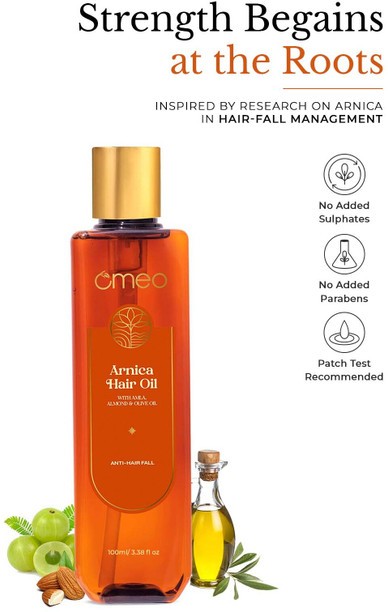 Strength Begains
at the Roots
INSPIRED BY RESEARCH ON ARNICA
IN HAIR-FALL MANAGEMENT
No Added
Sulphates
No Added
Parabens
Patch Test
Recommended
Omeo
Arnica
Hair Oil
WITH AMLA,
ALMOND & OLIVE OIL
ANTI-HAIR FALL
100ml/ 3.38 fl oz